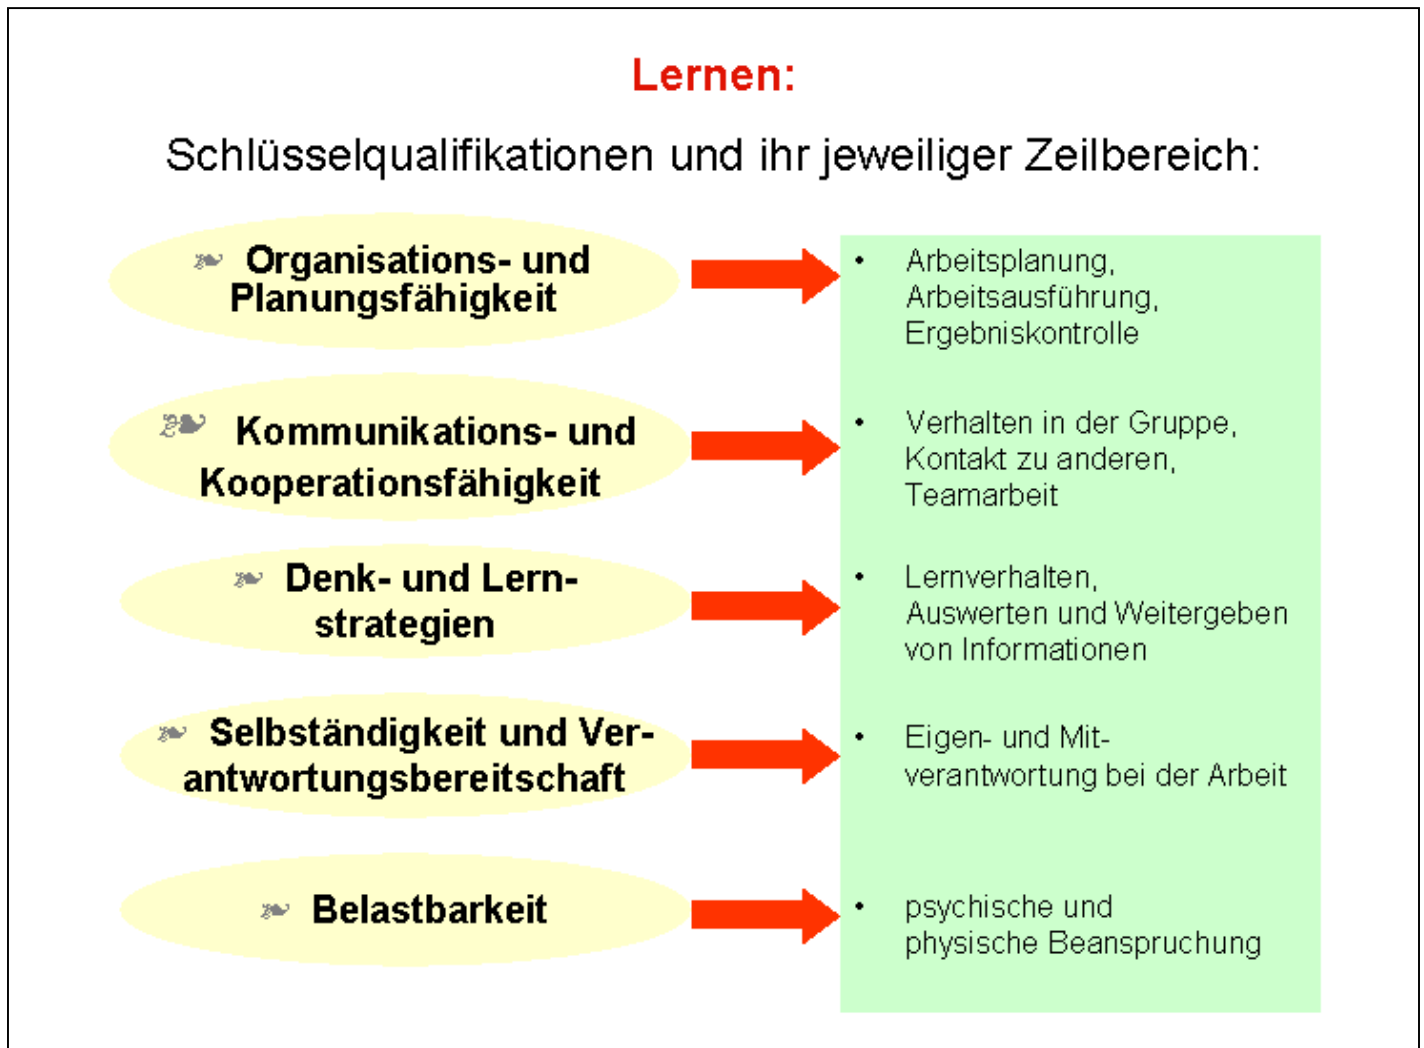 Lernen:
Schlüsselqualifikationen und ihr jeweiliger Zeilbereich:
Organisations- und
Planungsfähigkeit
• Arbeitsplanung,
Arbeitsausführung,
Ergebniskontrolle
Kommunikations- und
Kooperationsfähigkeit
• Verhalten in der Gruppe,
Kontakt zu anderen,
Teamarbeit
Denk- und Lern-
strategien
• Lernverhalten,
Auswerten und Weitergeben
von Informationen
Selbständigkeit und Ver-
antwortungsbereitschaft
• Eigen- und Mit-
verantwortung bei der Arbeit
Belastbarkeit
• psychische und
physische Beanspruchung